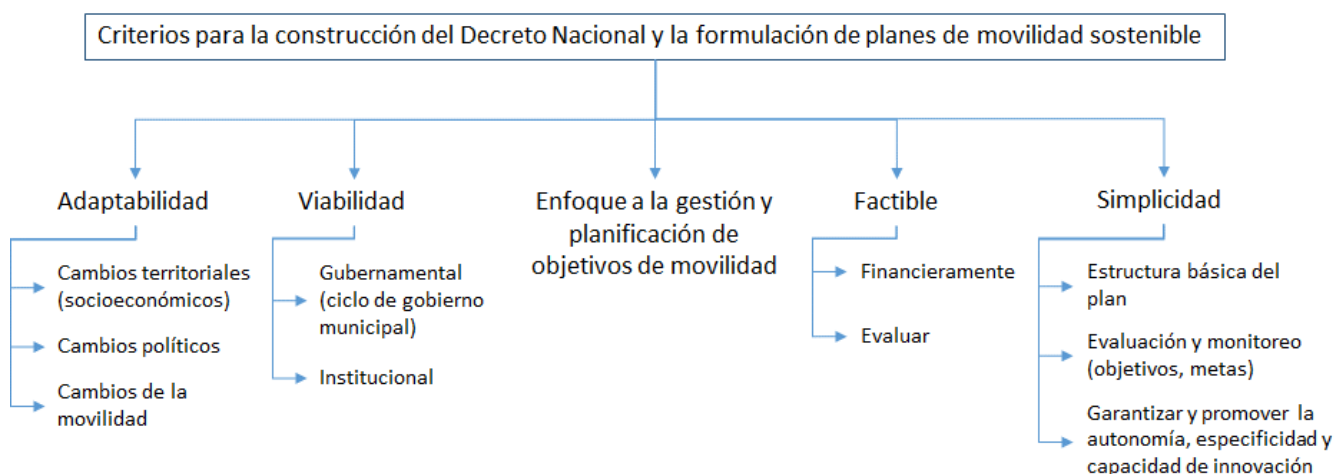 Criterios para la construcción del Decreto Nacional y la formulación de planes de movilidad sostenible
Adaptabilidad
Cambios territoriales
(socioeconómicos)
Cambios políticos
Cambios de la
movilidad
Viabilidad
Gubernamental
(ciclo de gobierno
municipal)
Institucional
Enfoque a la gestión y
planificación de
objetivos de movilidad
Factible
Financieramente
Evaluar
Simplicidad
Estructura básica del
plan
Evaluación y monitoreo
(objetivos, metas)
Garantizar y promover la
autonomía, especificidad y
capacidad de innovación